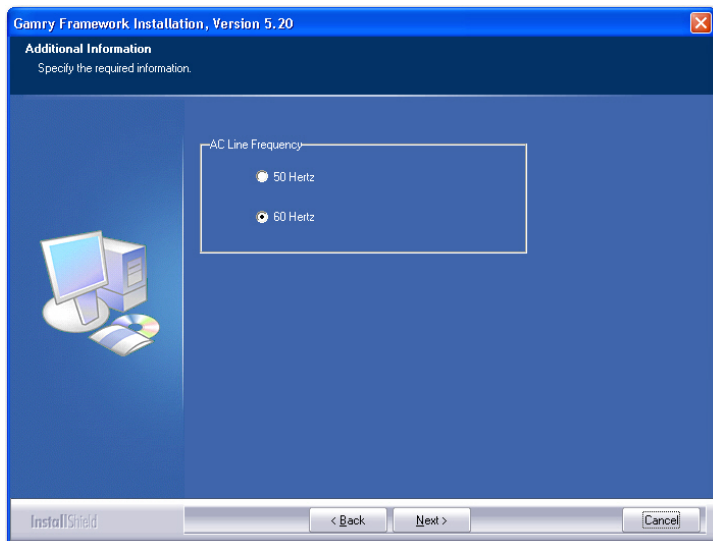 Gamry Framework Installation, Version 5.20
Additional Information
Specify the required information.
AC Line Frequency
50 Hertz
60 Hertz
InstallShield
< Back
Next >
Cancel